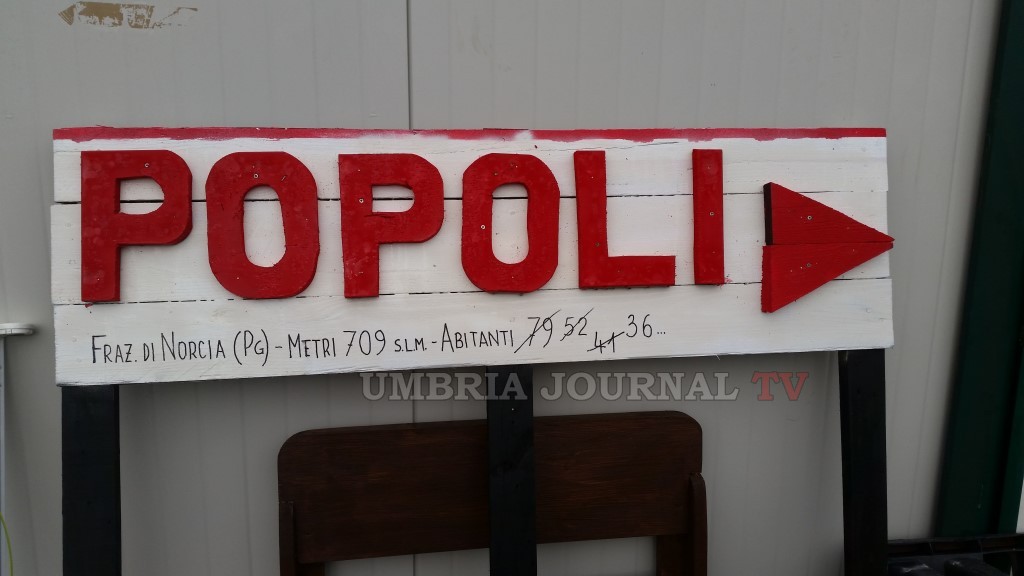 POPOLI
FRAZ. DI NORCIA (PG) - METRI 709 S.L.M. - ABITANTI 79 52 41 36...
UMBRIA JOURNAL TV